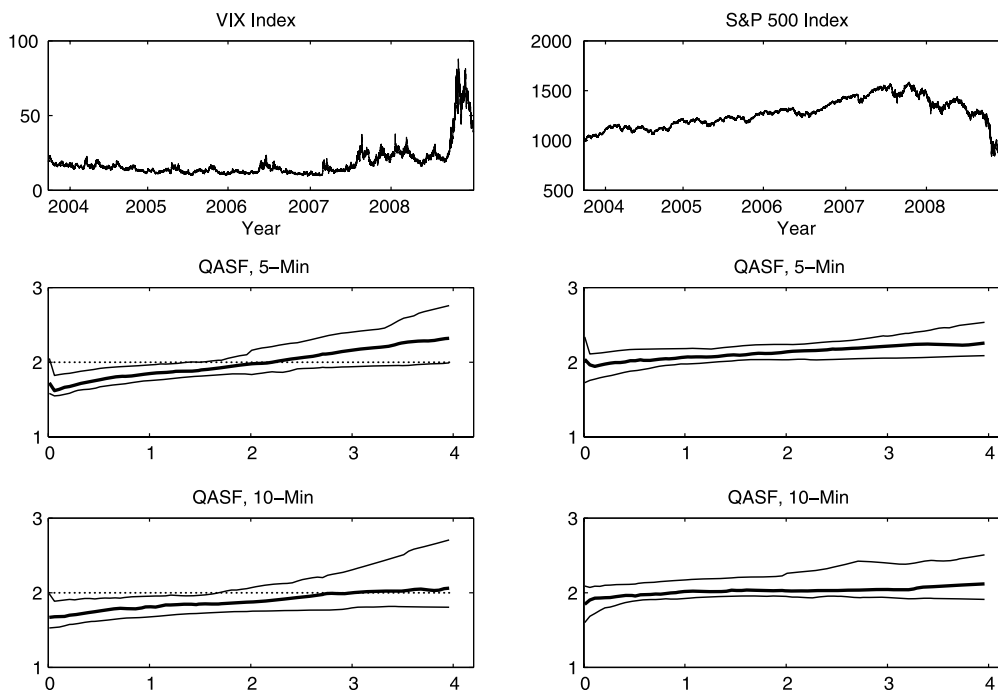 VIX Index
100
50
0
2004 2005 2006 2007 2008
Year
S&P 500 Index
2000
1500
1000
500
2004 2005 2006 2007 2008
Year
QASF, 5−Min
3
2
1
0 1 2 3 4
QASF, 5−Min
3
2
1
0 1 2 3 4
QASF, 10−Min
3
2
1
0 1 2 3 4
QASF, 10−Min
3
2
1
0 1 2 3 4